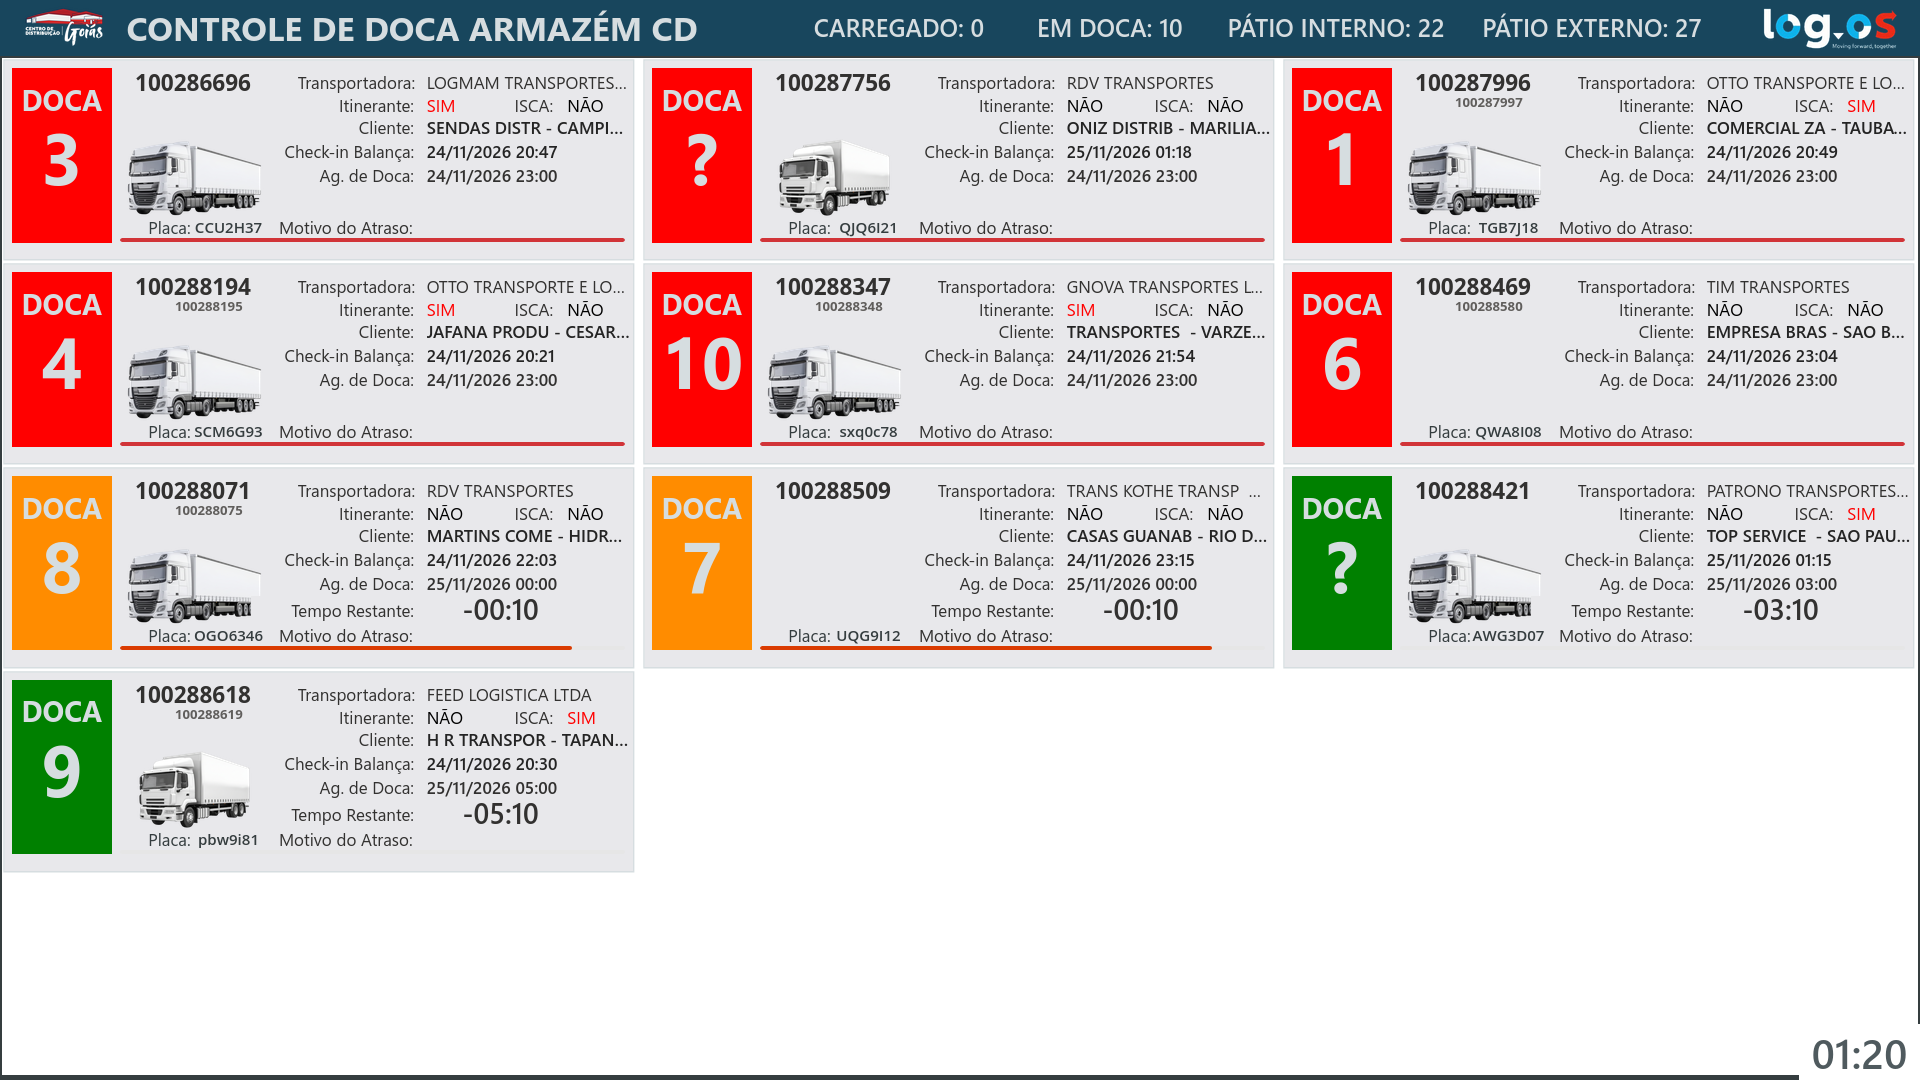 CENTRO DE DISTRIBUIÇÃO Goiás
CONTROLE DE DOCA ARMAZÉM CD
CARREGADO: 0 EM DOCA: 10 PÁTIO INTERNO: 22 PÁTIO EXTERNO: 27
log.os
Moving forward, together
DOCA
3
100286696
Transportadora: LOGMAM TRANSPORTES...
Itinerante: SIM ISCA: NÃO
Cliente: SENDAS DISTR - CAMPI...
Check-in Balança: 24/11/2026 20:47
Ag. de Doca: 24/11/2026 23:00
Placa: CCU2H37 Motivo do Atraso:
DOCA
?
100287756
Transportadora: RDV TRANSPORTES
Itinerante: NÃO ISCA: NÃO
Cliente: ONIZ DISTRIB - MARILIA...
Check-in Balança: 25/11/2026 01:18
Ag. de Doca: 24/11/2026 23:00
Placa: QJQ6I21 Motivo do Atraso:
DOCA
1
100287996
100287997
Transportadora: OTTO TRANSPORTE E LO...
Itinerante: NÃO ISCA: SIM
Cliente: COMERCIAL ZA - TAUBA...
Check-in Balança: 24/11/2026 20:49
Ag. de Doca: 24/11/2026 23:00
Placa: TGB7J18 Motivo do Atraso:
DOCA
4
100288194
100288195
Transportadora: OTTO TRANSPORTE E LO...
Itinerante: SIM ISCA: NÃO
Cliente: JAFANA PRODU - CESAR...
Check-in Balança: 24/11/2026 20:21
Ag. de Doca: 24/11/2026 23:00
Placa: SCM6G93 Motivo do Atraso:
DOCA
10
100288347
100288348
Transportadora: GNOVA TRANSPORTES L...
Itinerante: SIM ISCA: NÃO
Cliente: TRANSPORTES - VARZE...
Check-in Balança: 24/11/2026 21:54
Ag. de Doca: 24/11/2026 23:00
Placa: sxq0c78 Motivo do Atraso:
DOCA
6
100288469
100288580
Transportadora: TIM TRANSPORTES
Itinerante: NÃO ISCA: NÃO
Cliente: EMPRESA BRAS - SAO B...
Check-in Balança: 24/11/2026 23:04
Ag. de Doca: 24/11/2026 23:00
Placa: QWA8I08 Motivo do Atraso:
DOCA
8
100288071
100288075
Transportadora: RDV TRANSPORTES
Itinerante: NÃO ISCA: NÃO
Cliente: MARTINS COME - HIDR...
Check-in Balança: 24/11/2026 22:03
Ag. de Doca: 25/11/2026 00:00
Tempo Restante: -00:10
Placa: OGO6346 Motivo do Atraso:
DOCA
7
100288509
Transportadora: TRANS KOTHE TRANSP ...
Itinerante: NÃO ISCA: NÃO
Cliente: CASAS GUANAB - RIO D...
Check-in Balança: 24/11/2026 23:15
Ag. de Doca: 25/11/2026 00:00
Tempo Restante: -00:10
Placa: UQG9I12 Motivo do Atraso:
DOCA
?
100288421
Transportadora: PATRONO TRANSPORTES...
Itinerante: NÃO ISCA: SIM
Cliente: TOP SERVICE - SAO PAU...
Check-in Balança: 25/11/2026 01:15
Ag. de Doca: 25/11/2026 03:00
Tempo Restante: -03:10
Placa: AWG3D07 Motivo do Atraso:
DOCA
9
100288618
100288619
Transportadora: FEED LOGISTICA LTDA
Itinerante: NÃO ISCA: SIM
Cliente: H R TRANSPOR - TAPAN...
Check-in Balança: 24/11/2026 20:30
Ag. de Doca: 25/11/2026 05:00
Tempo Restante: -05:10
Placa: pbw9i81 Motivo do Atraso:
01:20